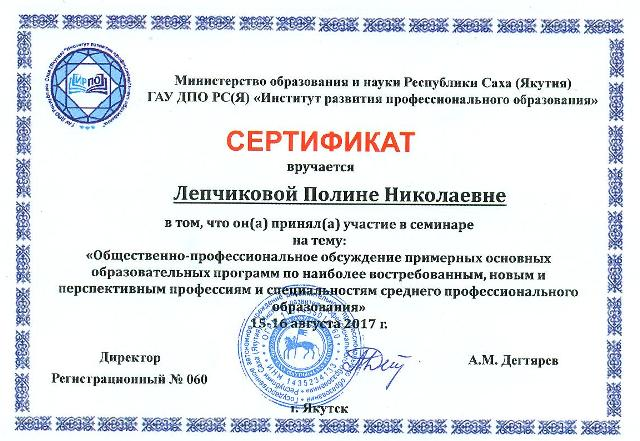 ИРПО
Министерство образования и науки Республики Саха (Якутия)
ГАУ ДПО РС(Я) «Институт развития профессионального образования»
СЕРТИФИКАТ
вручается
Лепчиковой Полине Николаевне
в том, что он(а) принял(а) участие в семинаре
на тему:
«Общественно-профессиональное обсуждение примерных основных
образовательных программ по наиболее востребованным, новым и
перспективным профессиям и специальностям среднего профессионального
образования»
15-16 августа 2017 г.
Директор
А.М. Дегтярев
Регистрационный № 060
г. Якутск